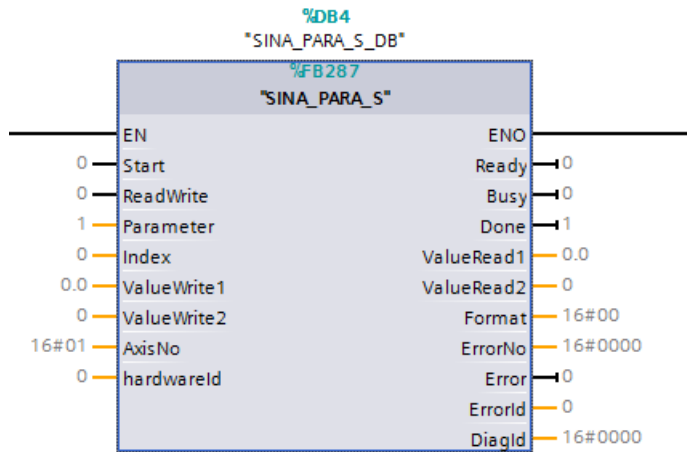 %DB4
"SINA_PARA_S_DB"
%FB287
"SINA_PARA_S"
EN ENO
0 Start Ready 0
0 ReadWrite Busy 0
1 Parameter Done 1
0 Index ValueRead1 0.0
0.0 ValueWrite1 ValueRead2 0
0 ValueWrite2 Format 16#00
16#01 AxisNo ErrorNo 16#0000
0 hardwareId Error 0
ErrorId 0
DiagId 16#0000